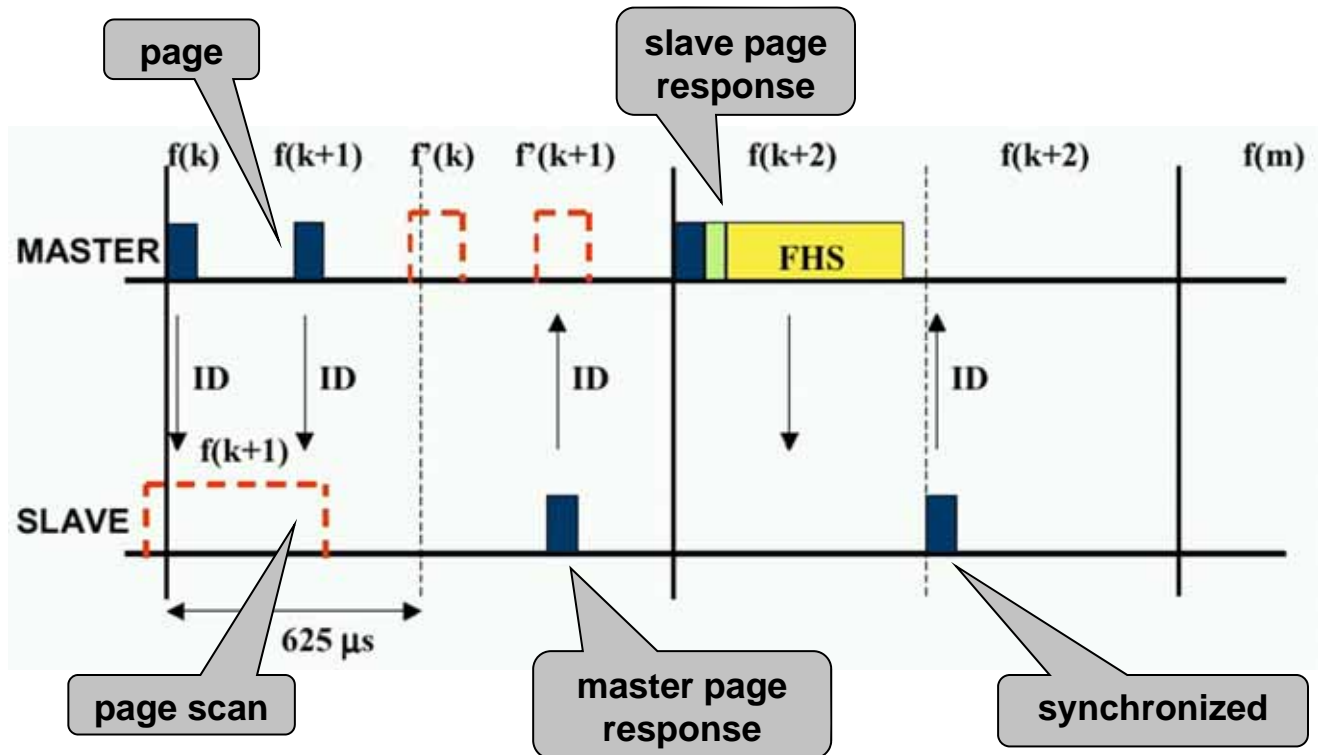 page
slave page
response
f(k) f(k+1) f'(k) f'(k+1) f(k+2) f(k+2) f(m)
MASTER
FHS
ID ID ID ID
f(k+1)
SLAVE
625 μs
page scan
master page
response
synchronized